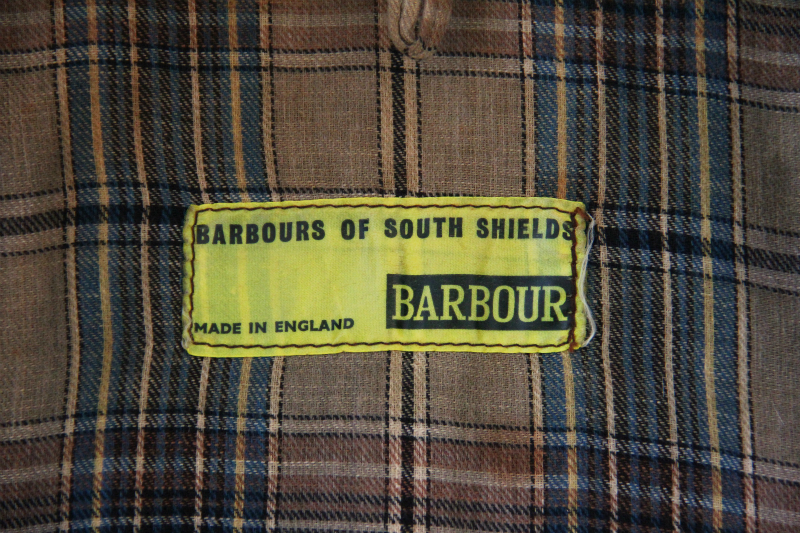 BARBOURS OF SOUTH SHIELDS
BARBOUR
MADE IN ENGLAND